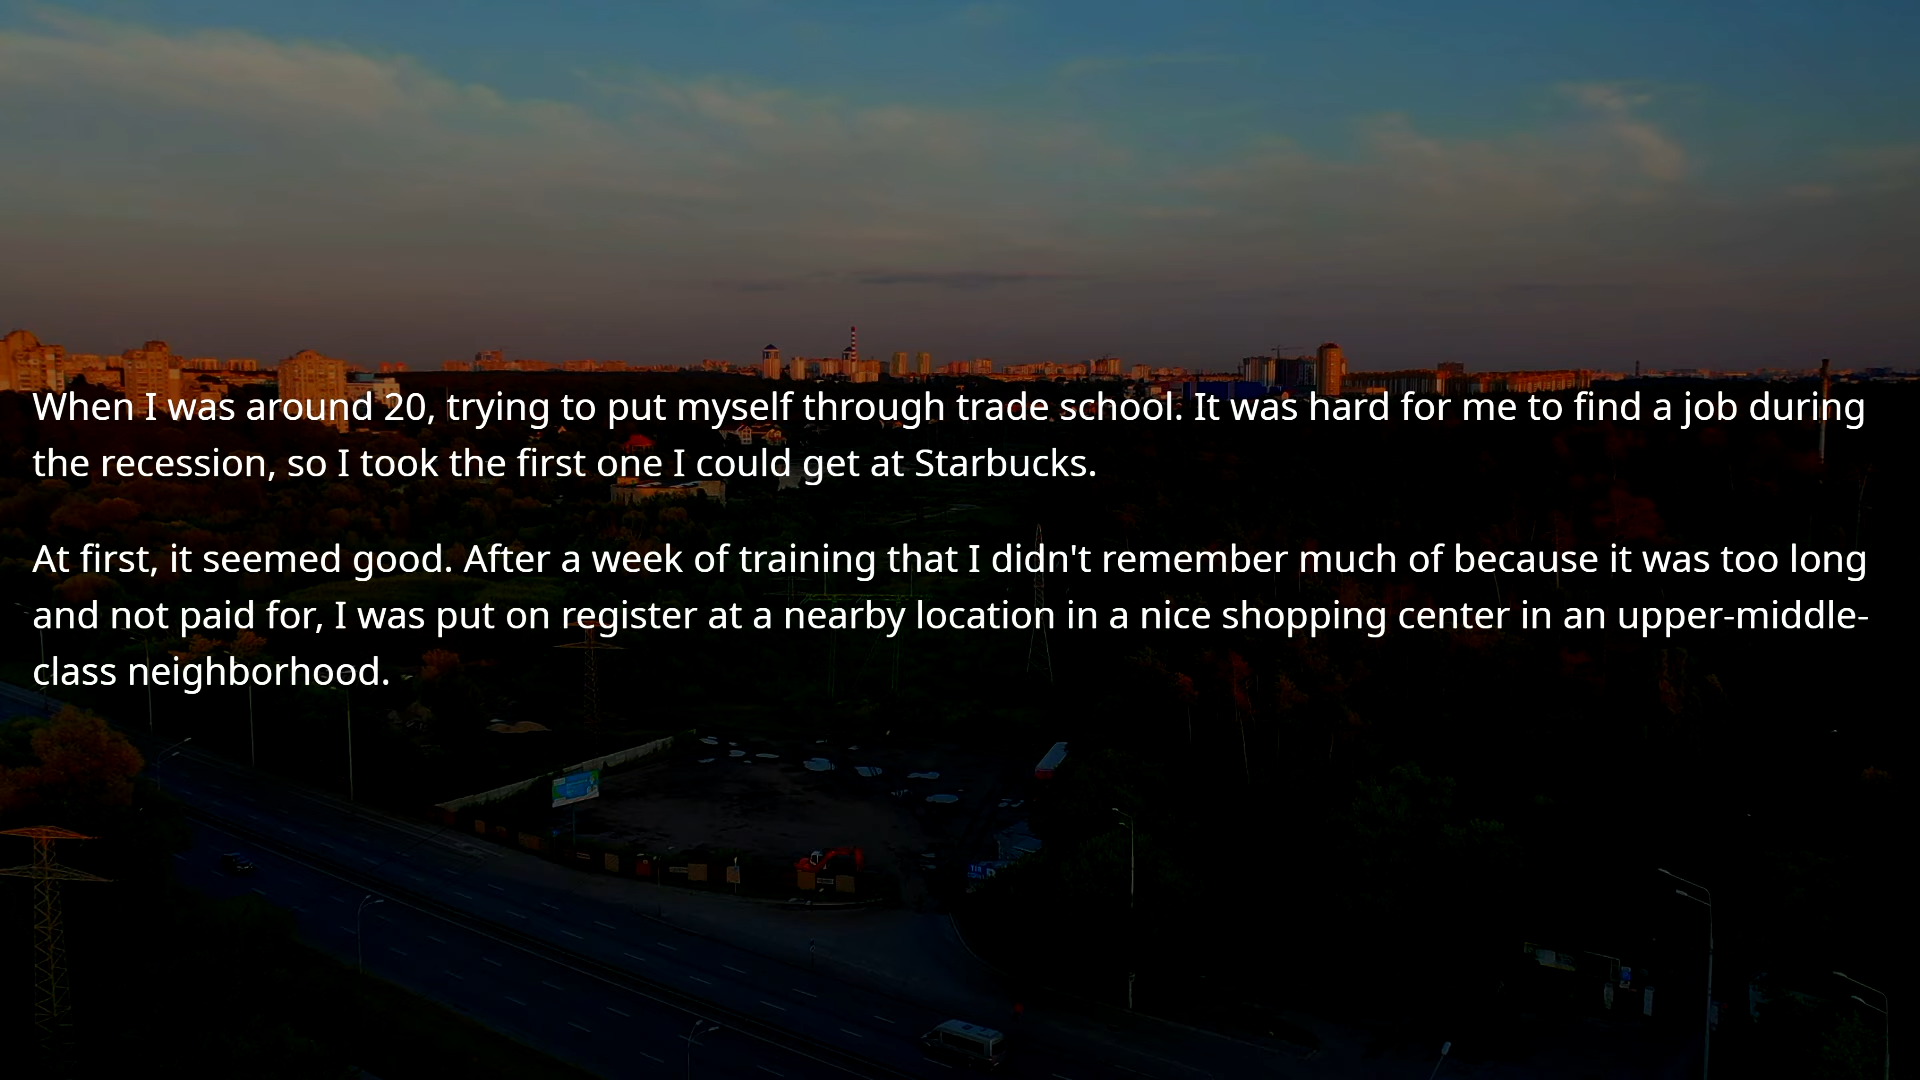 When I was around 20, trying to put myself through trade school. It was hard for me to find a job during
the recession, so I took the first one I could get at Starbucks.
At first, it seemed good. After a week of training that I didn't remember much of because it was too long
and not paid for, I was put on register at a nearby location in a nice shopping center in an upper-middle-
class neighborhood.